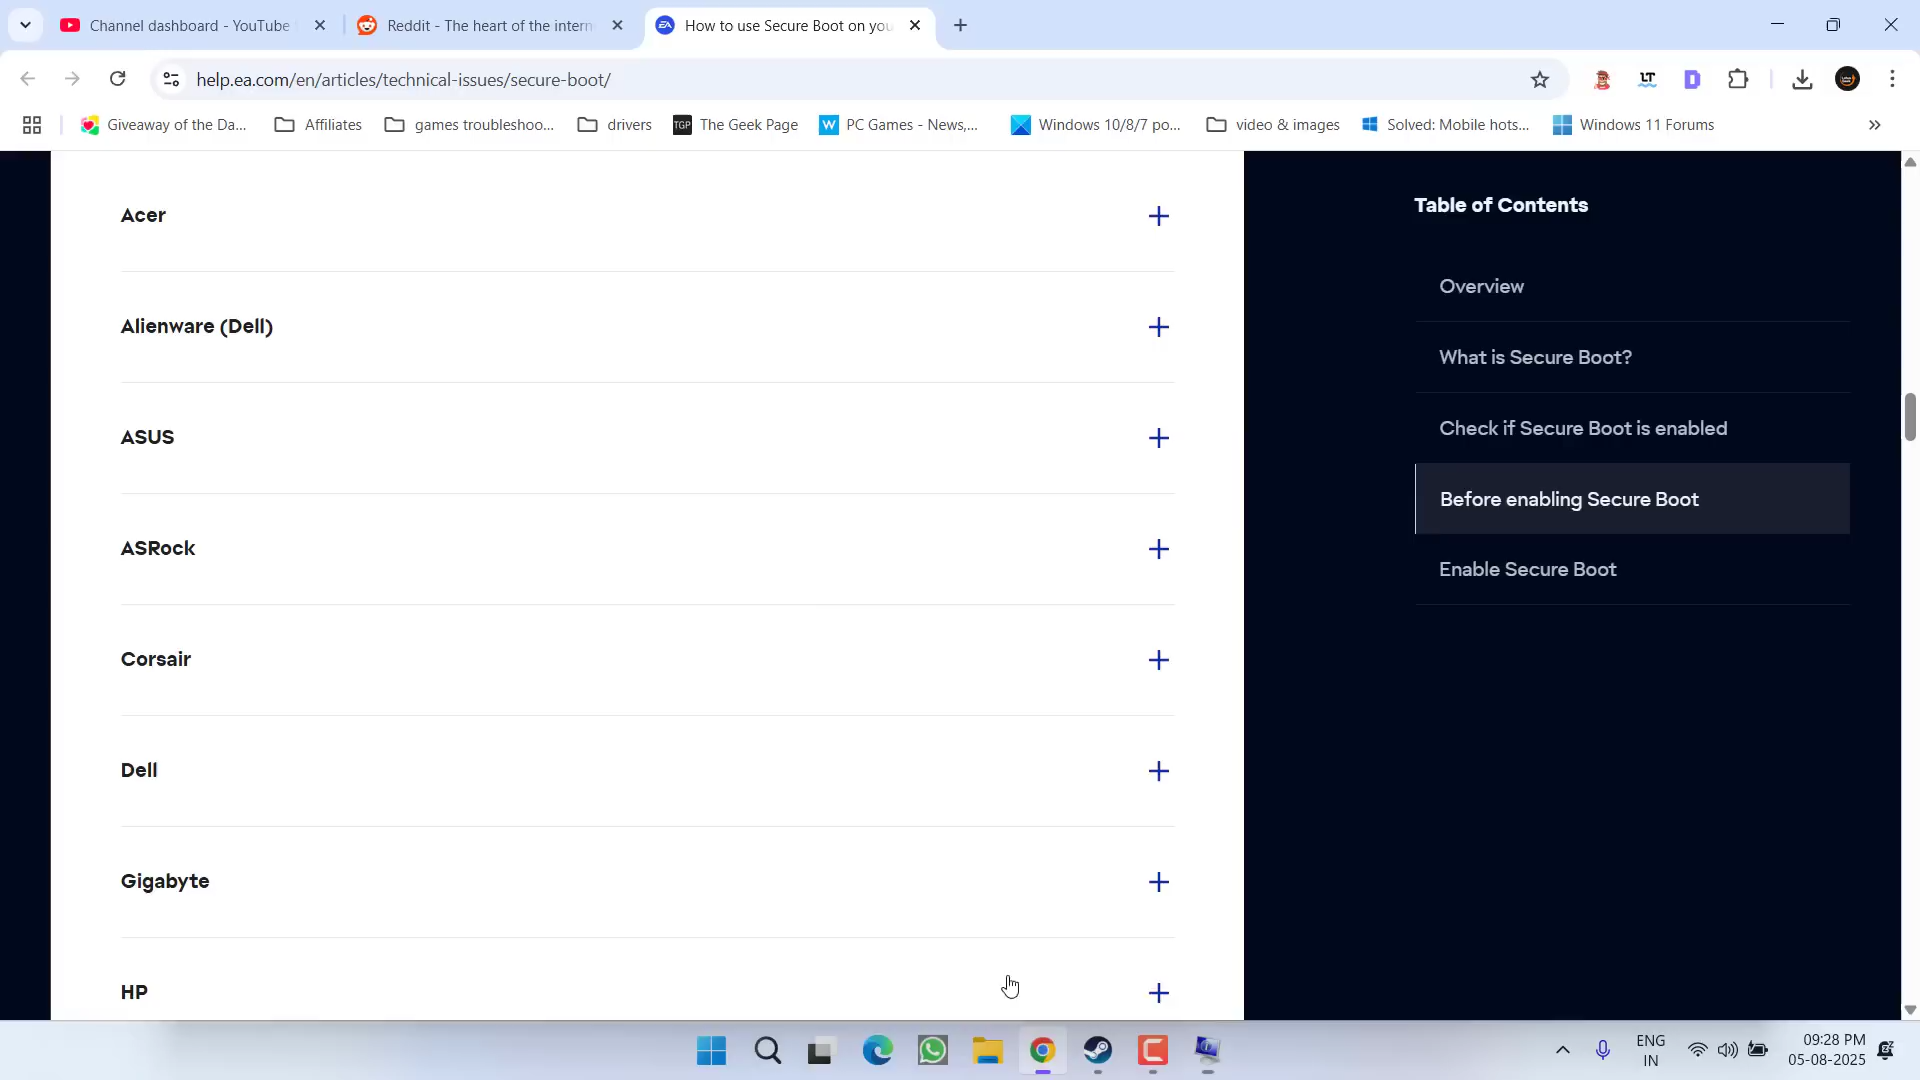 Channel dashboard - YouTube
Reddit - The heart of the intern
How to use Secure Boot on you
help.ea.com/en/articles/technical-issues/secure-boot/
Giveaway of the Da...
Affiliates
games troubleshoo...
drivers
TGP
The Geek Page
PC Games - News,...
Windows 10/8/7 po...
video & images
Solved: Mobile hots...
Windows 11 Forums
Acer
Alienware (Dell)
ASUS
ASRock
Corsair
Dell
Gigabyte
HP
Table of Contents
Overview
What is Secure Boot?
Check if Secure Boot is enabled
Before enabling Secure Boot
Enable Secure Boot
ENG
IN
09:28 PM
05-08-2025